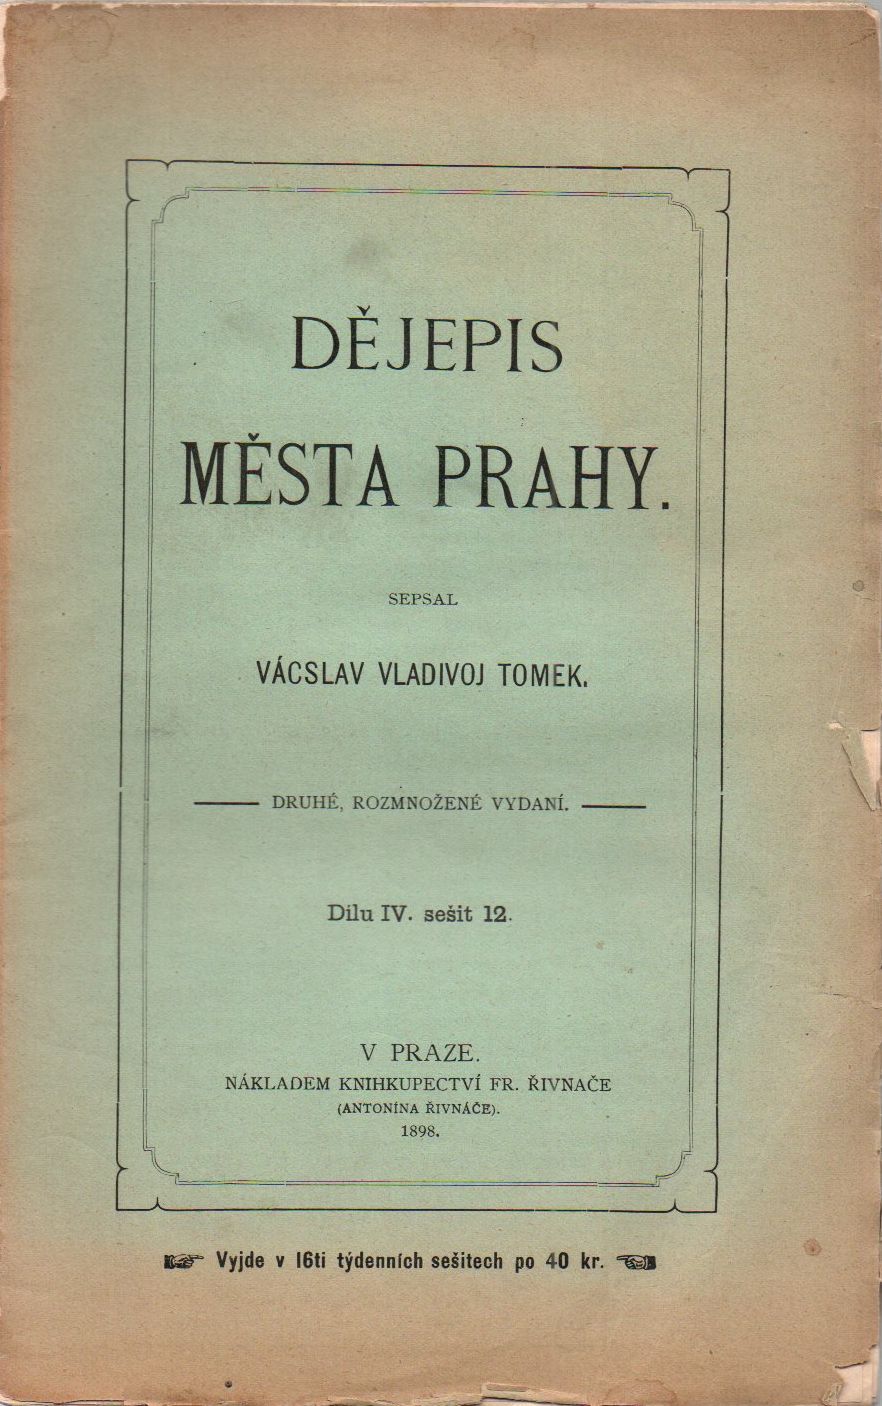 DĚJEPIS
MĚSTA PRAHY.
SEPSAL
VÁCSLAV VLADIVOJ TOMEK.
DRUHÉ, ROZMNOŽENÉ VYDANÍ.
Dílu IV. sešit 12.
V PRAZE.
NÁKLADEM KNIHKUPECTVÍ FR. ŘIVNAČE
(ANTONÍNA ŘIVNÁČE).
1898.
Vyjde v 16ti týdenních sešitech po 40 kr.